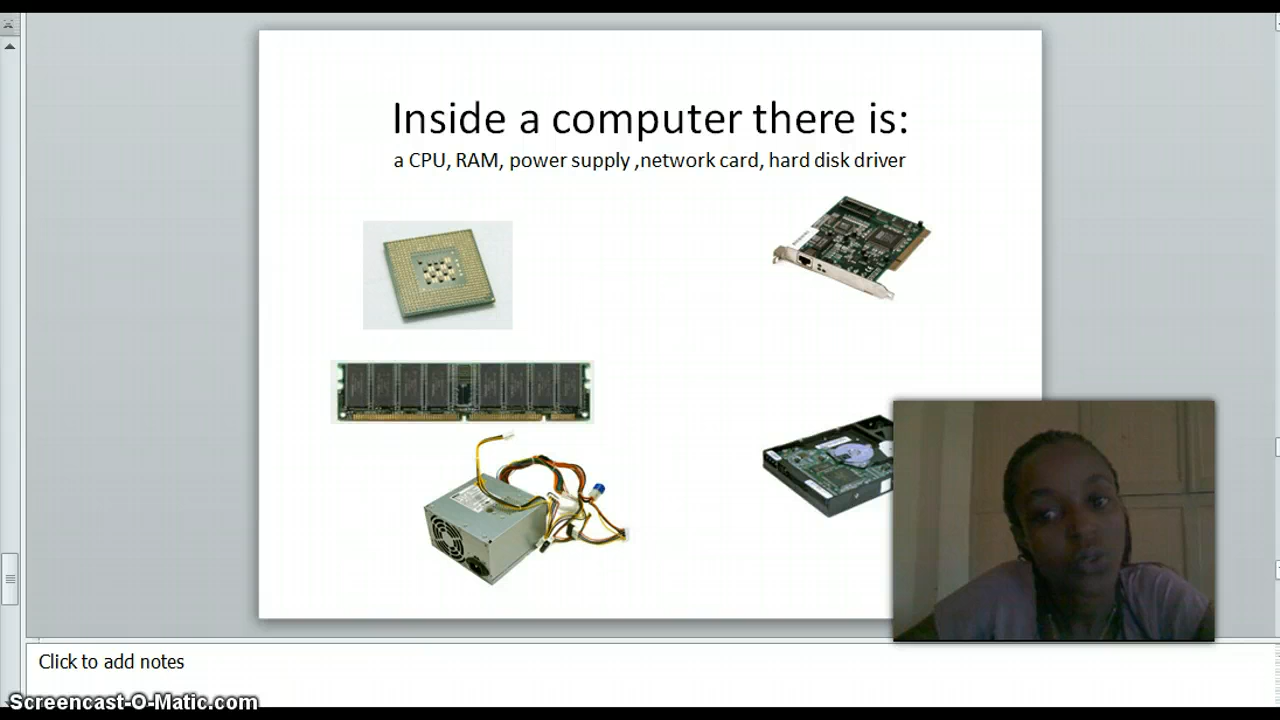 Inside a computer there is:
a CPU, RAM, power supply ,network card, hard disk driver
Click to add notes
Screencast-O-Matic.com